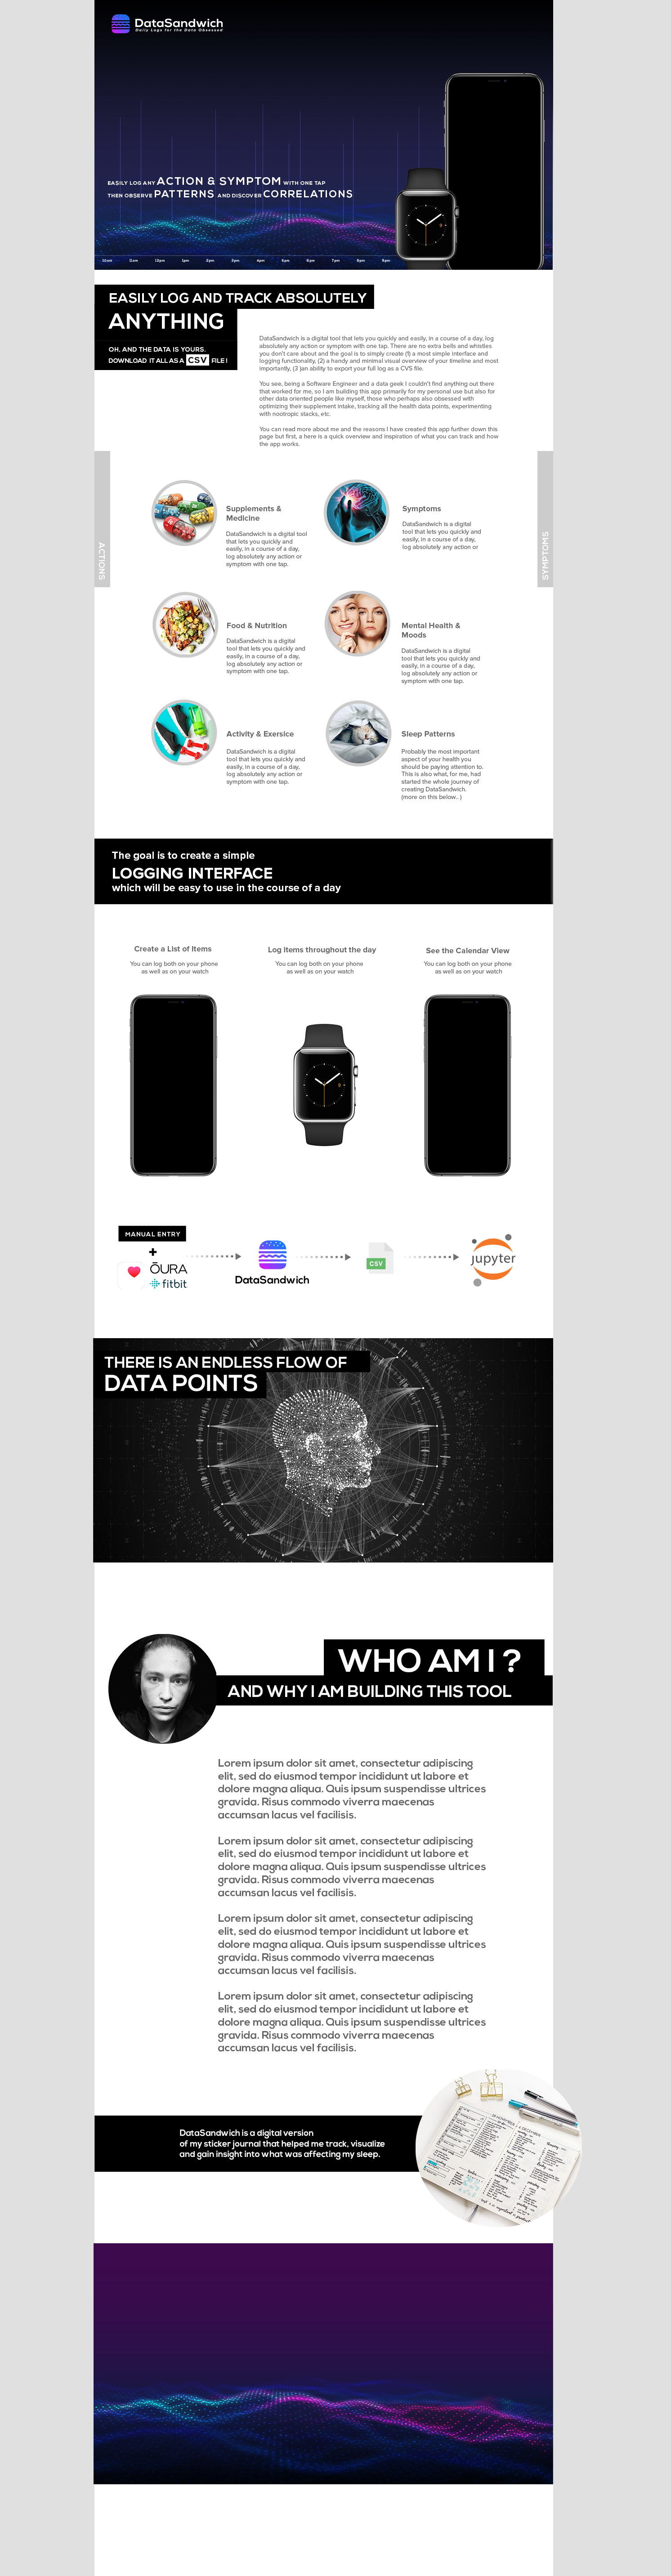 DataSandwich
Daily Logs for the Data Obsessed
EASILY LOG ANY ACTION & SYMPTOM WITH ONE TAP
THEN OBSERVE PATTERNS AND DISCOVER CORRELATIONS
10am 11am 12pm 1pm 2pm 3pm 4pm 5pm 6pm 7pm 8pm 9pm
EASILY LOG AND TRACK ABSOLUTELY
ANYTHING
OH, AND THE DATA IS YOURS.
DOWNLOAD IT ALL AS A CSV FILE!
DataSandwich is a digital tool that lets you quickly and easily, in a course of a day, log
absolutely any action or symptom with one tap. There are no extra bells and whistles
you don't care about and the goal is to simply create (1) a most simple interface and
logging functionality, (2) a handy and minimal visual overview of your timeline and most
importantly, (3 )an ability to export your full log as a CVS file.
You see, being a Software Engineer and a data geek I couldn't find anything out there
that worked for me, so I am building this app primarily for my personal use but also for
other data oriented people like myself, those who perhaps also obsessed with
optimizing their supplement intake, tracking all the health data points, experimenting
with nootropic stacks, etc.
You can read more about me and the reasons I have created this app further down this
page but first, a here is a quick overview and inspiration of what you can track and how
the app works.
ACTIONS
SYMPTOMS
Supplements &
Medicine
DataSandwich is a digital tool
that lets you quickly and
easily, in a course of a day,
log absolutely any action or
symptom with one tap.
Symptoms
DataSandwich is a digital
tool that lets you quickly and
easily, in a course of a day,
log absolutely any action or
Food & Nutrition
DataSandwich is a digital
tool that lets you quickly and
easily, in a course of a day,
log absolutely any action or
symptom with one tap.
Mental Health &
Moods
DataSandwich is a digital
tool that lets you quickly and
easily, in a course of a day,
log absolutely any action or
symptom with one tap.
Activity & Exersice
DataSandwich is a digital
tool that lets you quickly and
easily, in a course of a day,
log absolutely any action or
symptom with one tap.
Sleep Patterns
Probably the most important
aspect of your health you
should be paying attention to.
This is also what, for me, had
started the whole journey of
creating DataSandwich.
(more on this below...)
The goal is to create a simple
LOGGING INTERFACE
which will be easy to use in the course of a day
Create a List of Items
You can log both on your phone
as well as on your watch
Log Items throughout the day
You can log both on your phone
as well as on your watch
See the Calendar View
You can log both on your phone
as well as on your watch
MANUAL ENTRY
+
ŌURA
fitbit
DataSandwich
CSV
jupyter
THERE IS AN ENDLESS FLOW OF
DATA POINTS
WHO AM I ?
AND WHY I AM BUILDING THIS TOOL
Lorem ipsum dolor sit amet, consectetur adipiscing
elit, sed do eiusmod tempor incididunt ut labore et
dolore magna aliqua. Quis ipsum suspendisse ultrices
gravida. Risus commodo viverra maecenas
accumsan lacus vel facilisis.
Lorem ipsum dolor sit amet, consectetur adipiscing
elit, sed do eiusmod tempor incididunt ut labore et
dolore magna aliqua. Quis ipsum suspendisse ultrices
gravida. Risus commodo viverra maecenas
accumsan lacus vel facilisis.
Lorem ipsum dolor sit amet, consectetur adipiscing
elit, sed do eiusmod tempor incididunt ut labore et
dolore magna aliqua. Quis ipsum suspendisse ultrices
gravida. Risus commodo viverra maecenas
accumsan lacus vel facilisis.
Lorem ipsum dolor sit amet, consectetur adipiscing
elit, sed do eiusmod tempor incididunt ut labore et
dolore magna aliqua. Quis ipsum suspendisse ultrices
gravida. Risus commodo viverra maecenas
accumsan lacus vel facilisis.
DataSandwich is a digital version
of my sticker journal that helped me track, visualize
and gain insight into what was affecting my sleep.